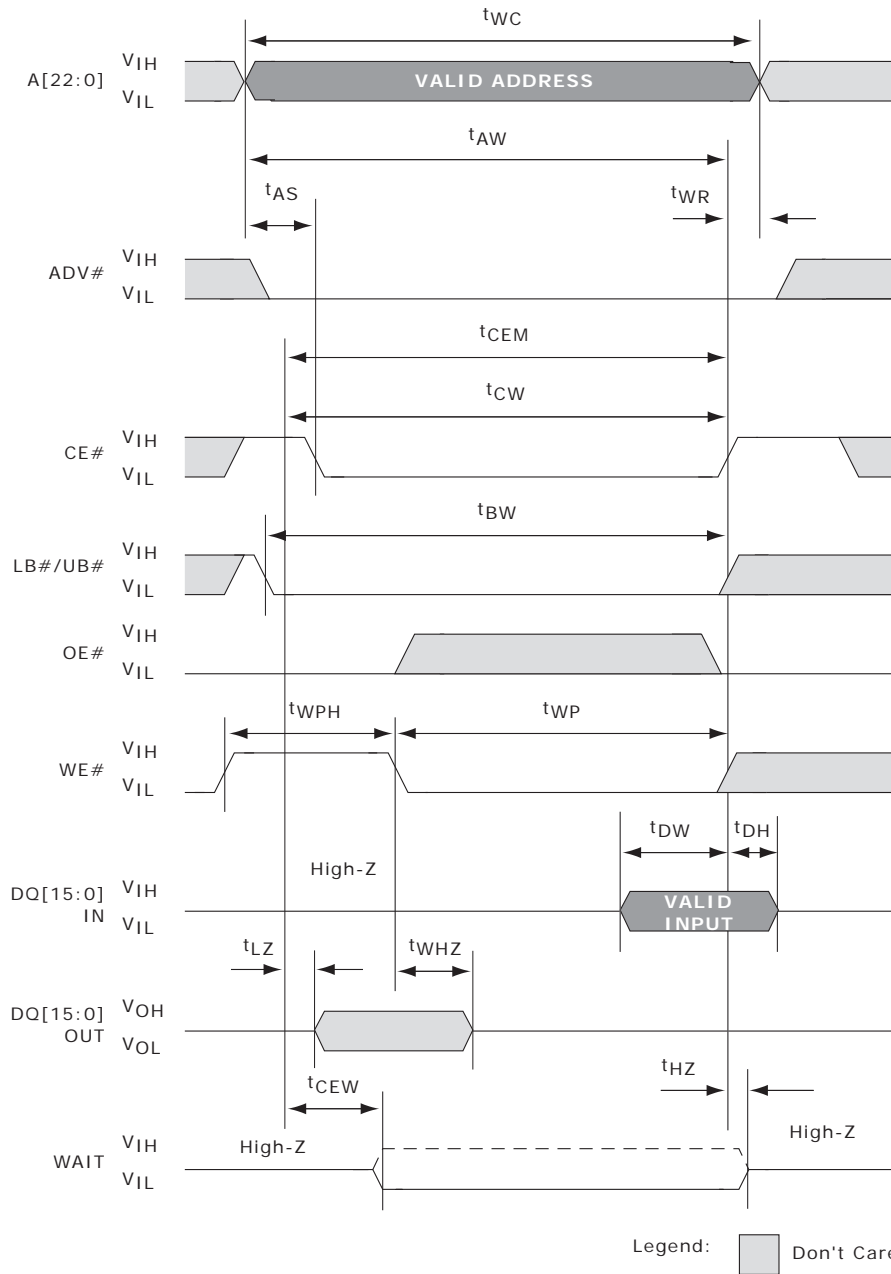 tWC
A[22:0]
VIH
VIL
VALID ADDRESS
tAW
tAS
tWR
ADV#
VIH
VIL
tCEM
tCW
CE#
VIH
VIL
tBW
LB#/UB#
VIH
VIL
OE#
VIH
VIL
tWPH
tWP
WE#
VIH
VIL
tDW
tDH
High-Z
DQ[15:0]
IN
VIH
VIL
VALID
INPUT
tLZ
tWHZ
DQ[15:0]
OUT
VOH
VOL
tHZ
tCEW
WAIT
VIH
VIL
High-Z
High-Z
Legend:
Don't Care